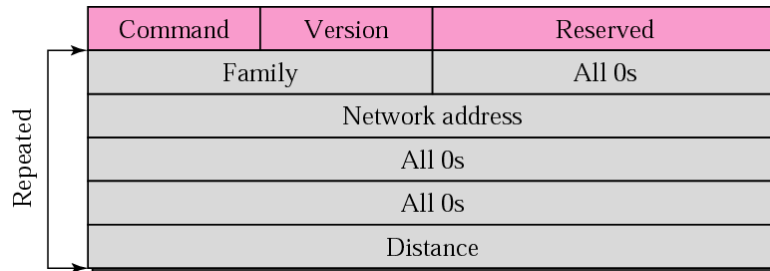 Command Version Reserved
Family All 0s
Network address
All 0s
All 0s
Distance
Repeated